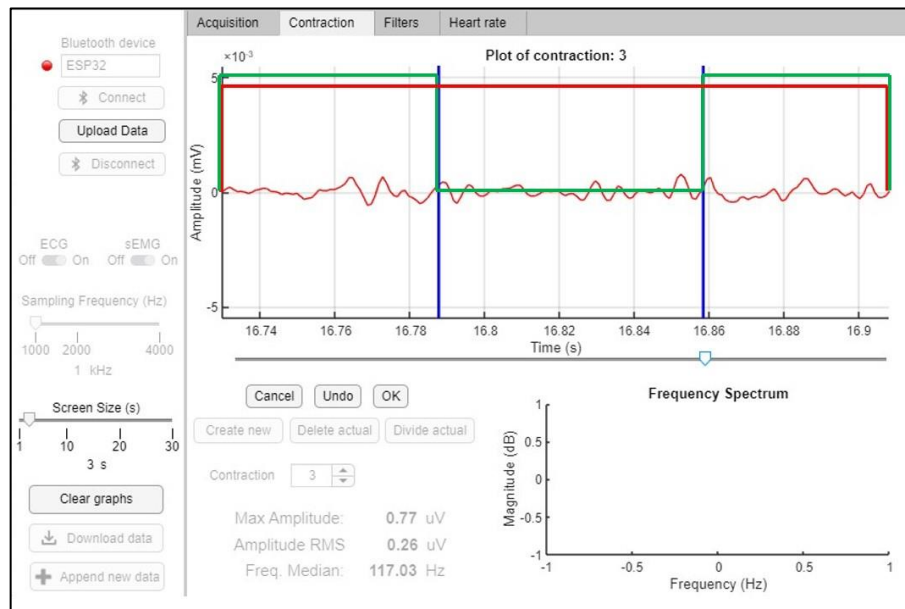 Acquisition Contraction Filters Heart rate
Bluetooth device
ESP32
Connect
Upload Data
Disconnect
ECG sEMG
Off On Off On
Sampling Frequency (Hz)
1000 2000 4000
1 kHz
Screen Size (s)
1 10 20 30
3 s
Clear graphs
Download data
Append new data
Plot of contraction: 3
×10⁻³
5
0
-5
Amplitude (mV)
16.74 16.76 16.78 16.8 16.82 16.84 16.86 16.88 16.9
Time (s)
Cancel Undo OK
Create new Delete actual Divide actual
Contraction 3
Max Amplitude: 0.77 uV
Amplitude RMS 0.26 uV
Freq. Median: 117.03 Hz
Frequency Spectrum
1
0.5
0
-0.5
-1
Magnitude (dB)
-1 -0.5 0 0.5 1
Frequency (Hz)